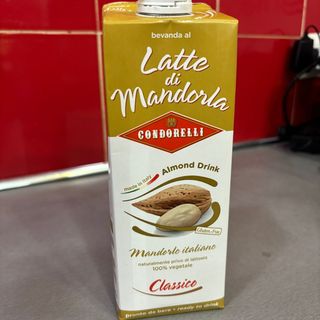 bevanda al
Latte
di
Mandorla
CONDORELLI
made in Italy
Almond Drink
Gluten-free
Mandorle italiane
naturalmente privo di lattosio
100% vegetale
Classico
pronto da bere • ready to drink